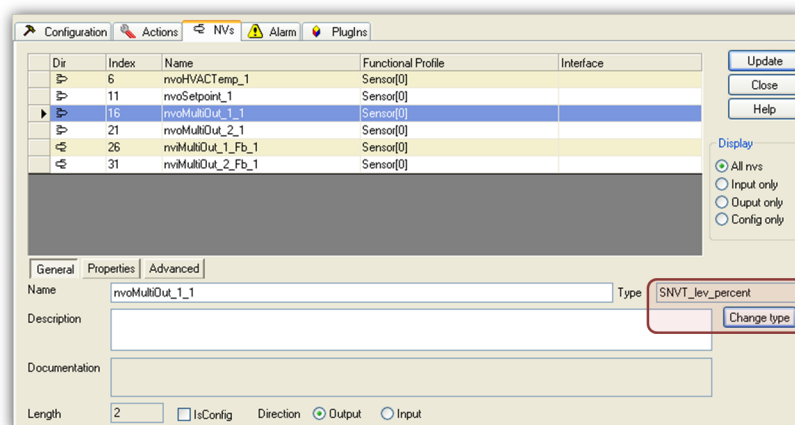 Configuration Actions NVs Alarm PlugIns
Dir Index Name Functional Profile Interface
6 nvoHVACTemp_1 Sensor[0]
11 nvoSetpoint_1 Sensor[0]
16 nvoMultiOut_1_1 Sensor[0]
21 nvoMultiOut_2_1 Sensor[0]
26 nviMultiOut_1_Fb_1 Sensor[0]
31 nviMultiOut_2_Fb_1 Sensor[0]
Update
Close
Help
Display
All nvs
Input only
Ouput only
Config only
General Properties Advanced
Name nvoMultiOut_1_1 Type SNVT_lev_percent
Change type
Description
Documentation
Length 2 IsConfig Direction Output Input